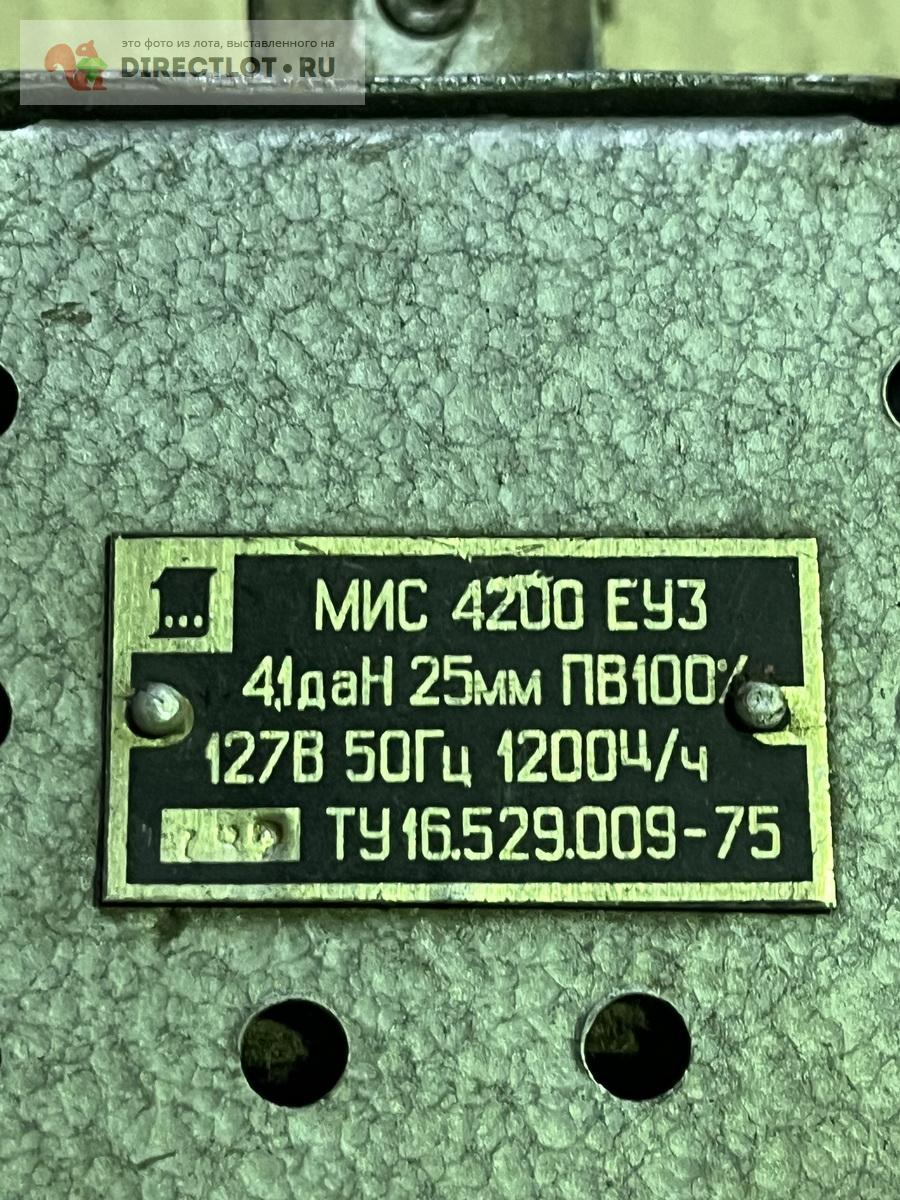 это фото из лота, выставленного на
DIRECTLOT•RU
МИС 4200 ЕУ3
4,1даН 25мм ПВ100%
127В 50Гц 1200ц/ч
ТУ16.529.009-75